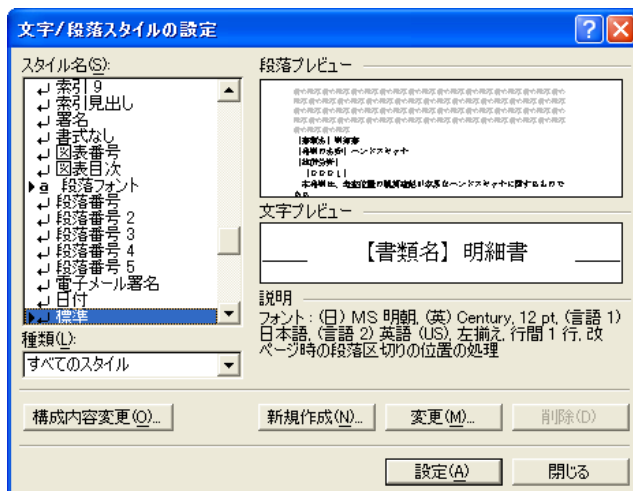 文字/段落スタイルの設定
スタイル名(S):
索引 9
索引見出し
署名
書式なし
図表番号
図表目次
a 段落フォント
段落番号
段落番号 2
段落番号 3
段落番号 4
段落番号 5
電子メール署名
日付
標準
種類(L):
すべてのスタイル
段落プレビュー
文字プレビュー
【書類名】明細書
説明
フォント : (日) MS 明朝, (英) Century, 12 pt, (言語 1)
日本語, (言語 2) 英語 (US), 左揃え, 行間 1 行, 改
ページ時の段落区切りの位置の処理
構成内容変更(O)...
新規作成(N)...
変更(M)...
削除(D)
設定(A)
閉じる